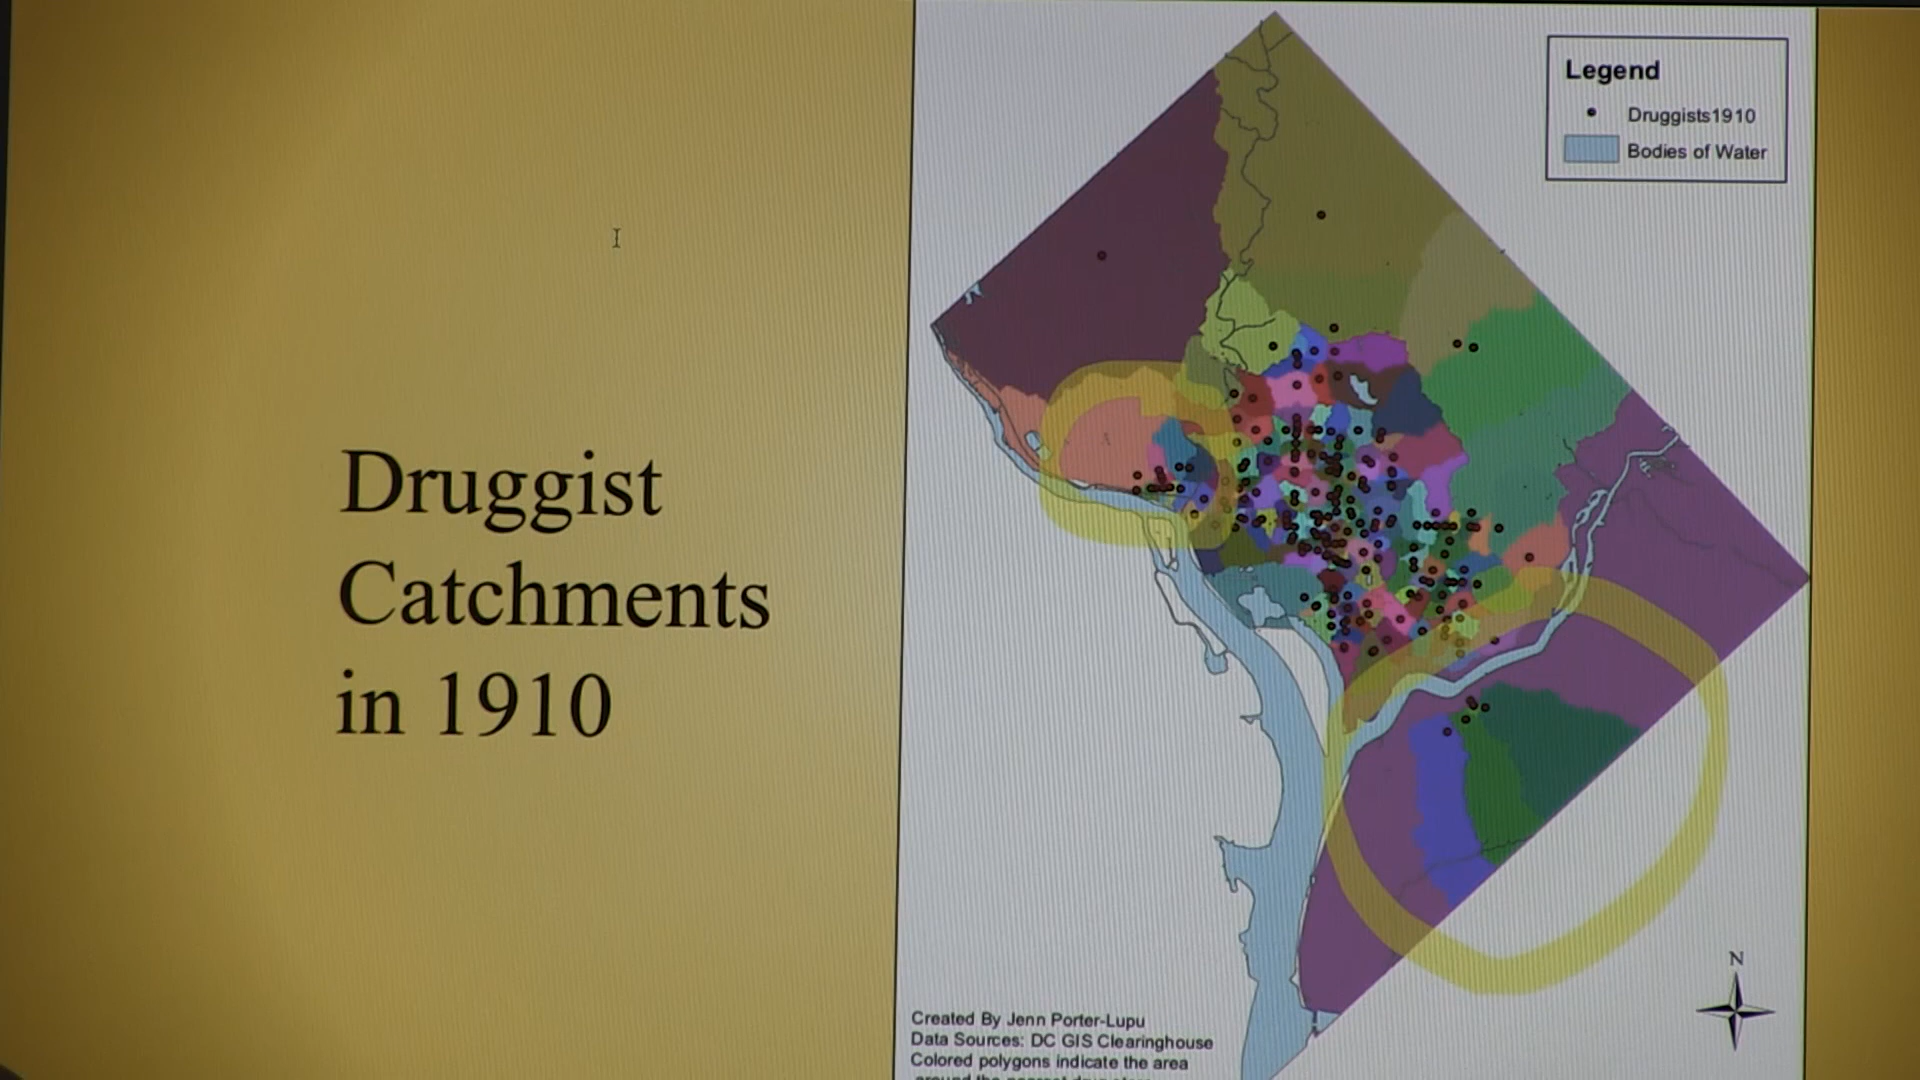 Druggist
Catchments
in 1910
Legend
Druggists1910
Bodies of Water
N
Created By Jenn Porter-Lupu
Data Sources: DC GIS Clearinghouse
Colored polygons indicate the area